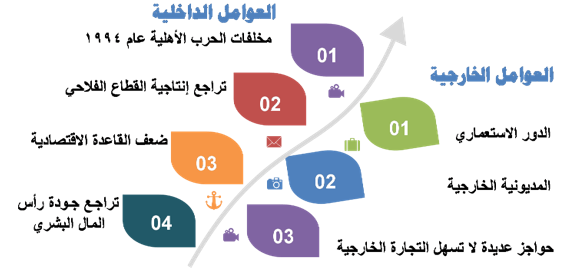 العوامل الداخلية
01
مخلفات الحرب الأهلية عام ١٩٩٤
02
تراجع إنتاجية القطاع الفلاحي
03
ضعف القاعدة الاقتصادية
04
تراجع جودة رأس
المال البشري
العوامل الخارجية
01
الدور الاستعماري
02
المديونية الخارجية
03
حواجز عديدة لا تسهل التجارة الخارجية